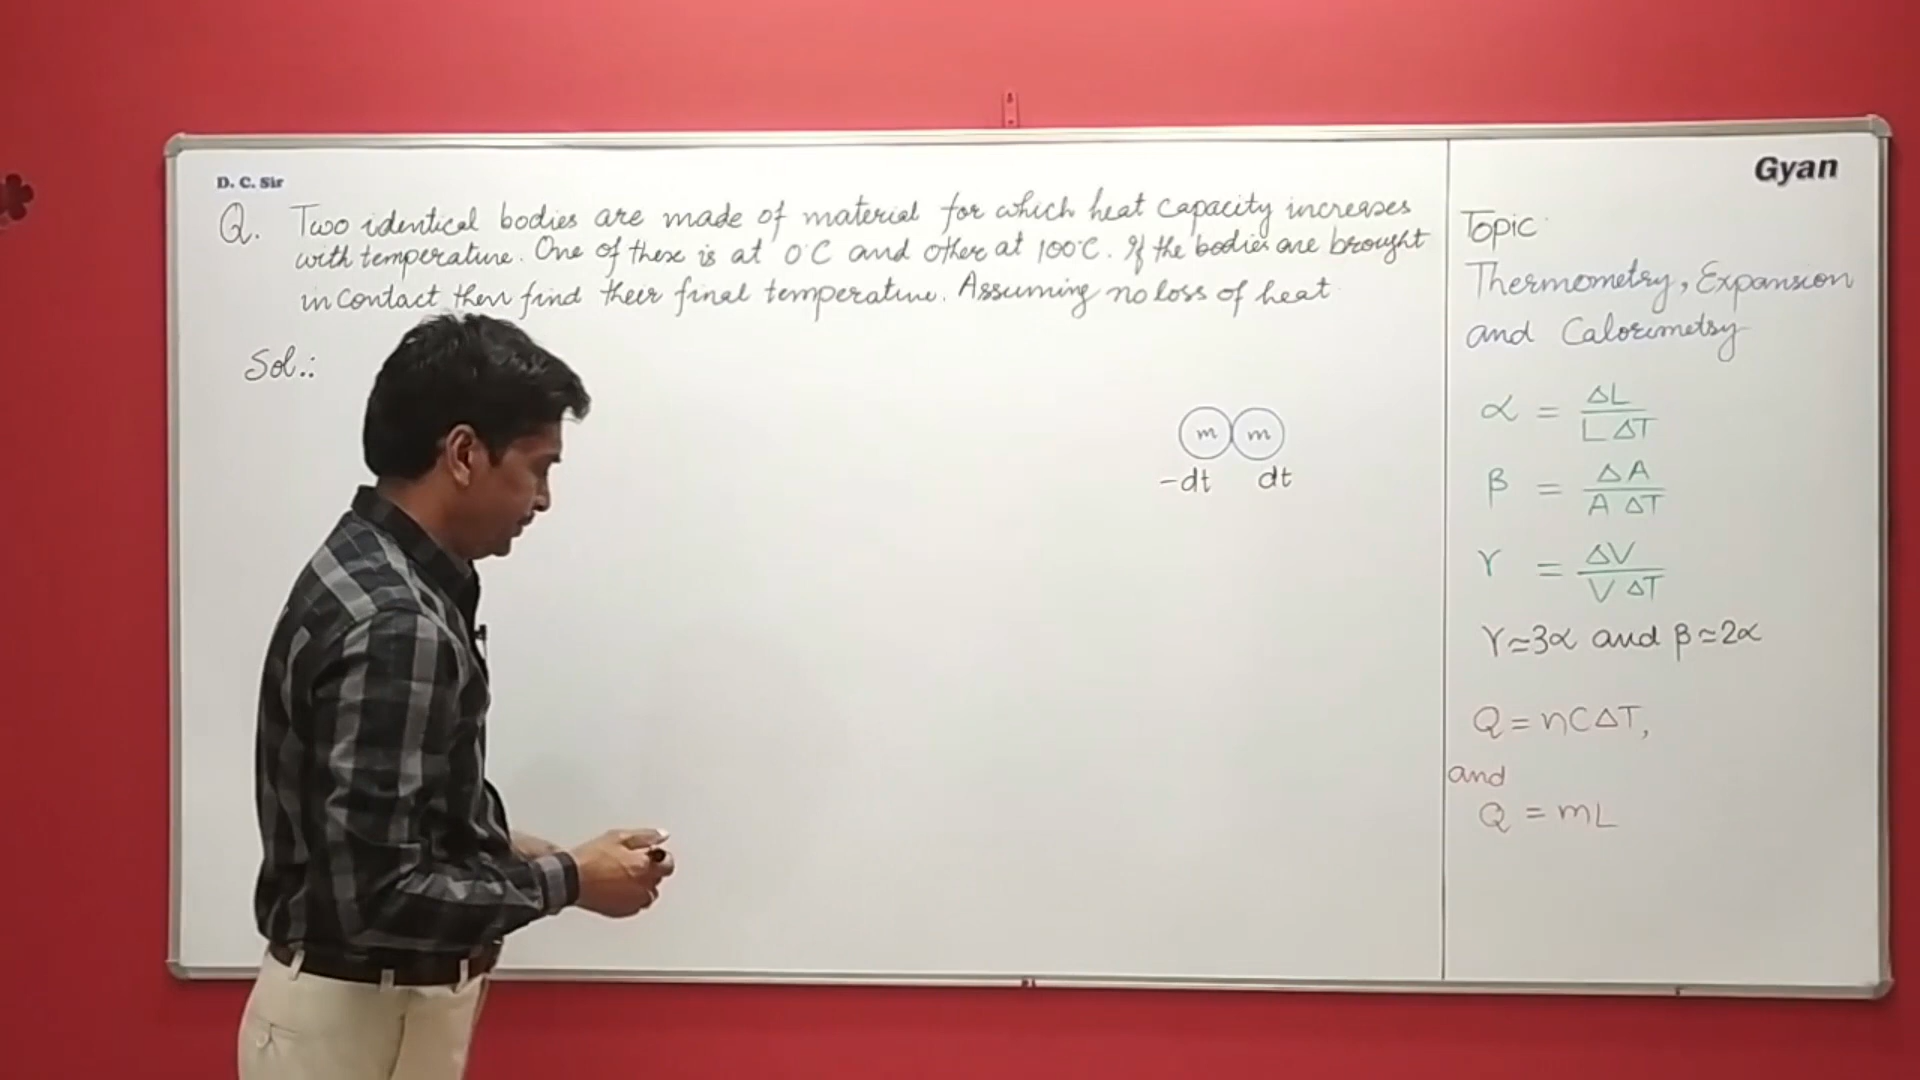 D. C. Sir
Gyan
Q. Two identical bodies are made of material for which heat capacity increases
with temperature. One of these is at 0°C and other at 100°C. If the bodies are brought
in contact then find their final temperature. Assuming no loss of heat
Sol.:
m m
-dt dt
Topic
Thermometry, Expansion
and Calorimetry
α = ΔL / L ΔT
β = ΔA / A ΔT
γ = ΔV / V ΔT
γ≃3α and β≃2α
Q = nCΔT,
and
Q = mL